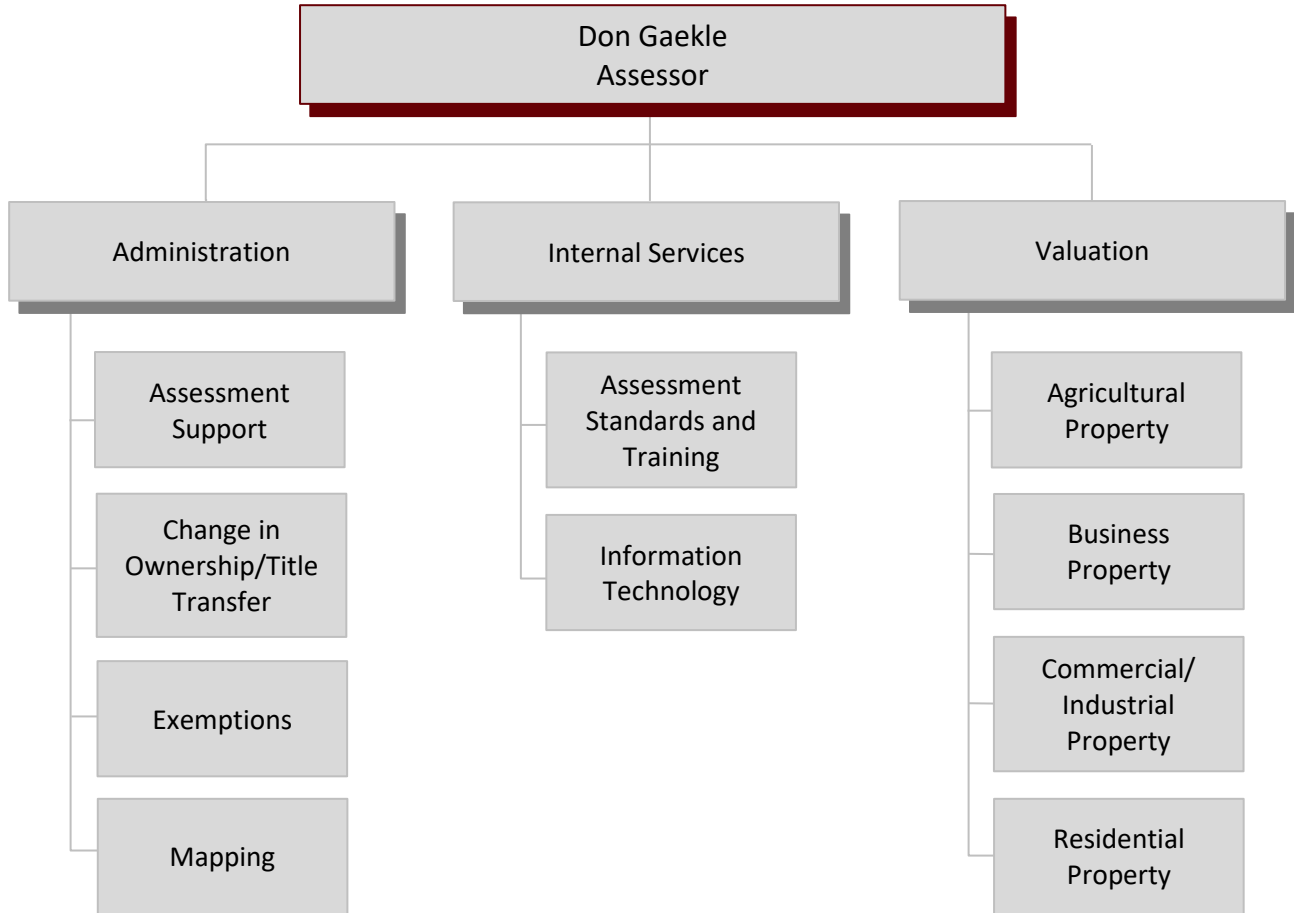 Don Gaekle
Assessor
Administration
Assessment
Support
Change in
Ownership/Title
Transfer
Exemptions
Mapping
Internal Services
Assessment
Standards and
Training
Information
Technology
Valuation
Agricultural
Property
Business
Property
Commercial/
Industrial
Property
Residential
Property